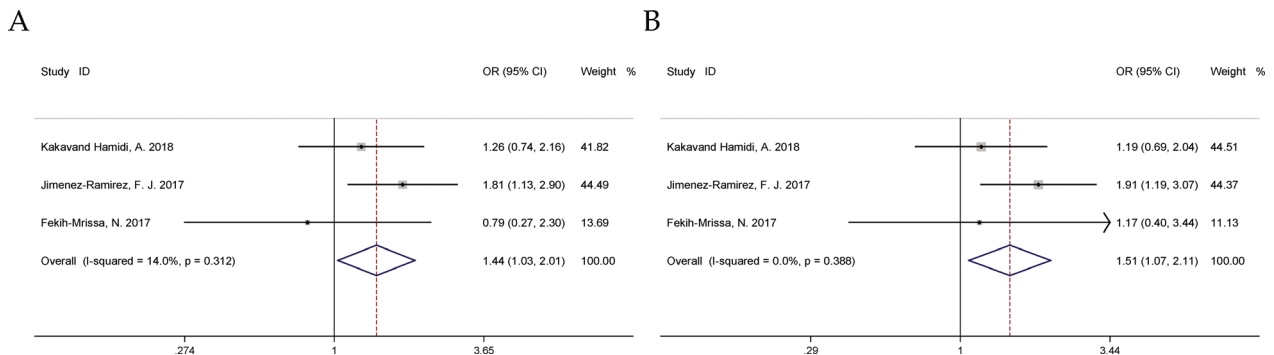 A
Study ID OR (95% CI) Weight %
Kakavand Hamidi, A. 2018 1.26 (0.74, 2.16) 41.82
Jimenez-Ramirez, F. J. 2017 1.81 (1.13, 2.90) 44.49
Fekih-Mrissa, N. 2017 0.79 (0.27, 2.30) 13.69
Overall (I-squared = 14.0%, p = 0.312) 1.44 (1.03, 2.01) 100.00
.274 1 3.65
B
Study ID OR (95% CI) Weight %
Kakavand Hamidi, A. 2018 1.19 (0.69, 2.04) 44.51
Jimenez-Ramirez, F. J. 2017 1.91 (1.19, 3.07) 44.37
Fekih-Mrissa, N. 2017 1.17 (0.40, 3.44) 11.13
Overall (I-squared = 0.0%, p = 0.388) 1.51 (1.07, 2.11) 100.00
.29 1 3.44